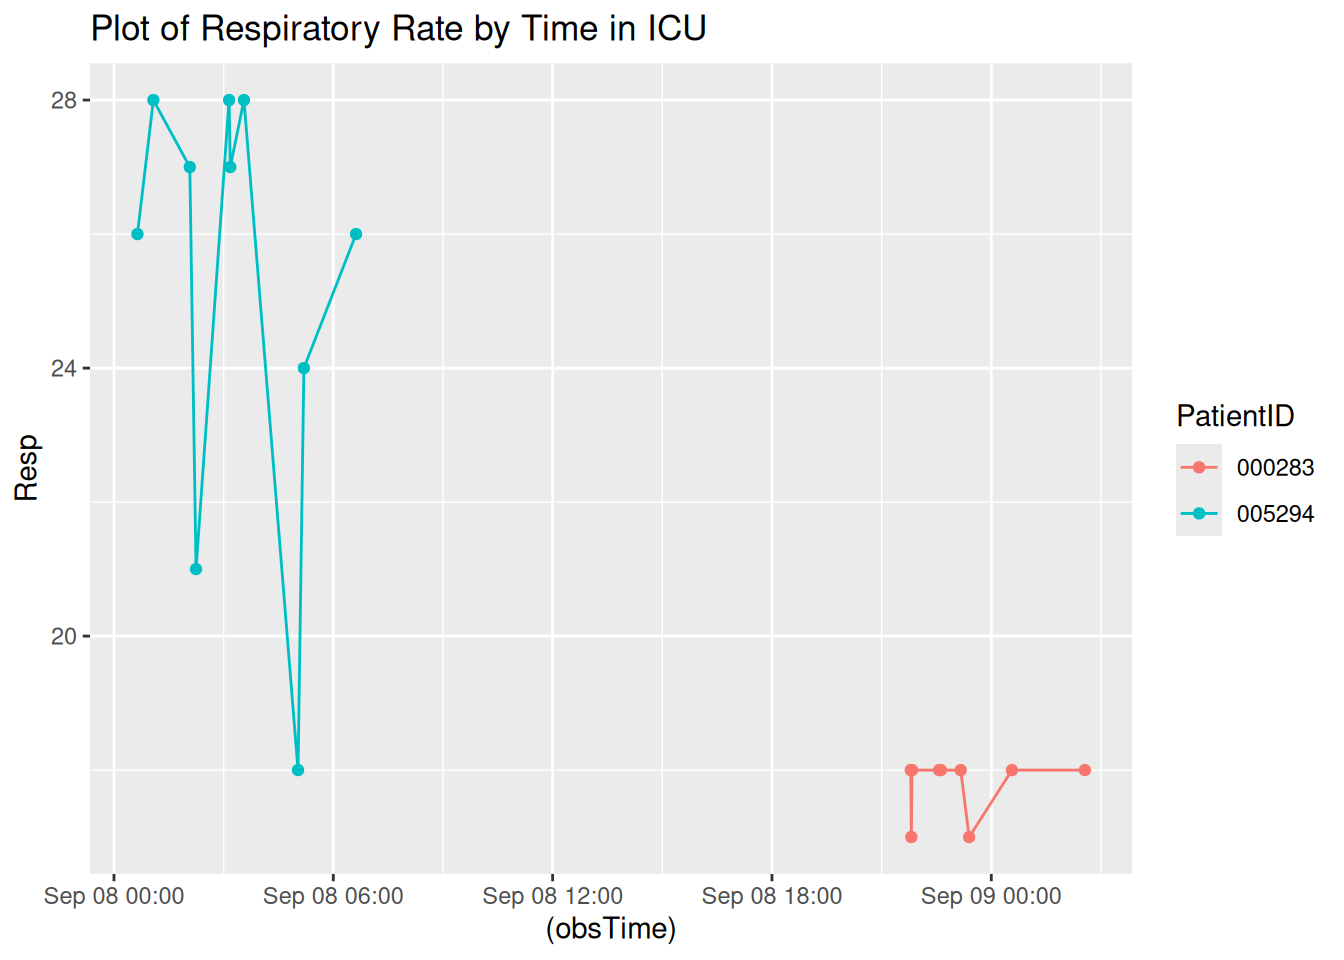 Plot of Respiratory Rate by Time in ICU
28
24
20
Resp
Sep 08 00:00 Sep 08 06:00 Sep 08 12:00 Sep 08 18:00 Sep 09 00:00
(obsTime)
PatientID
000283
005294